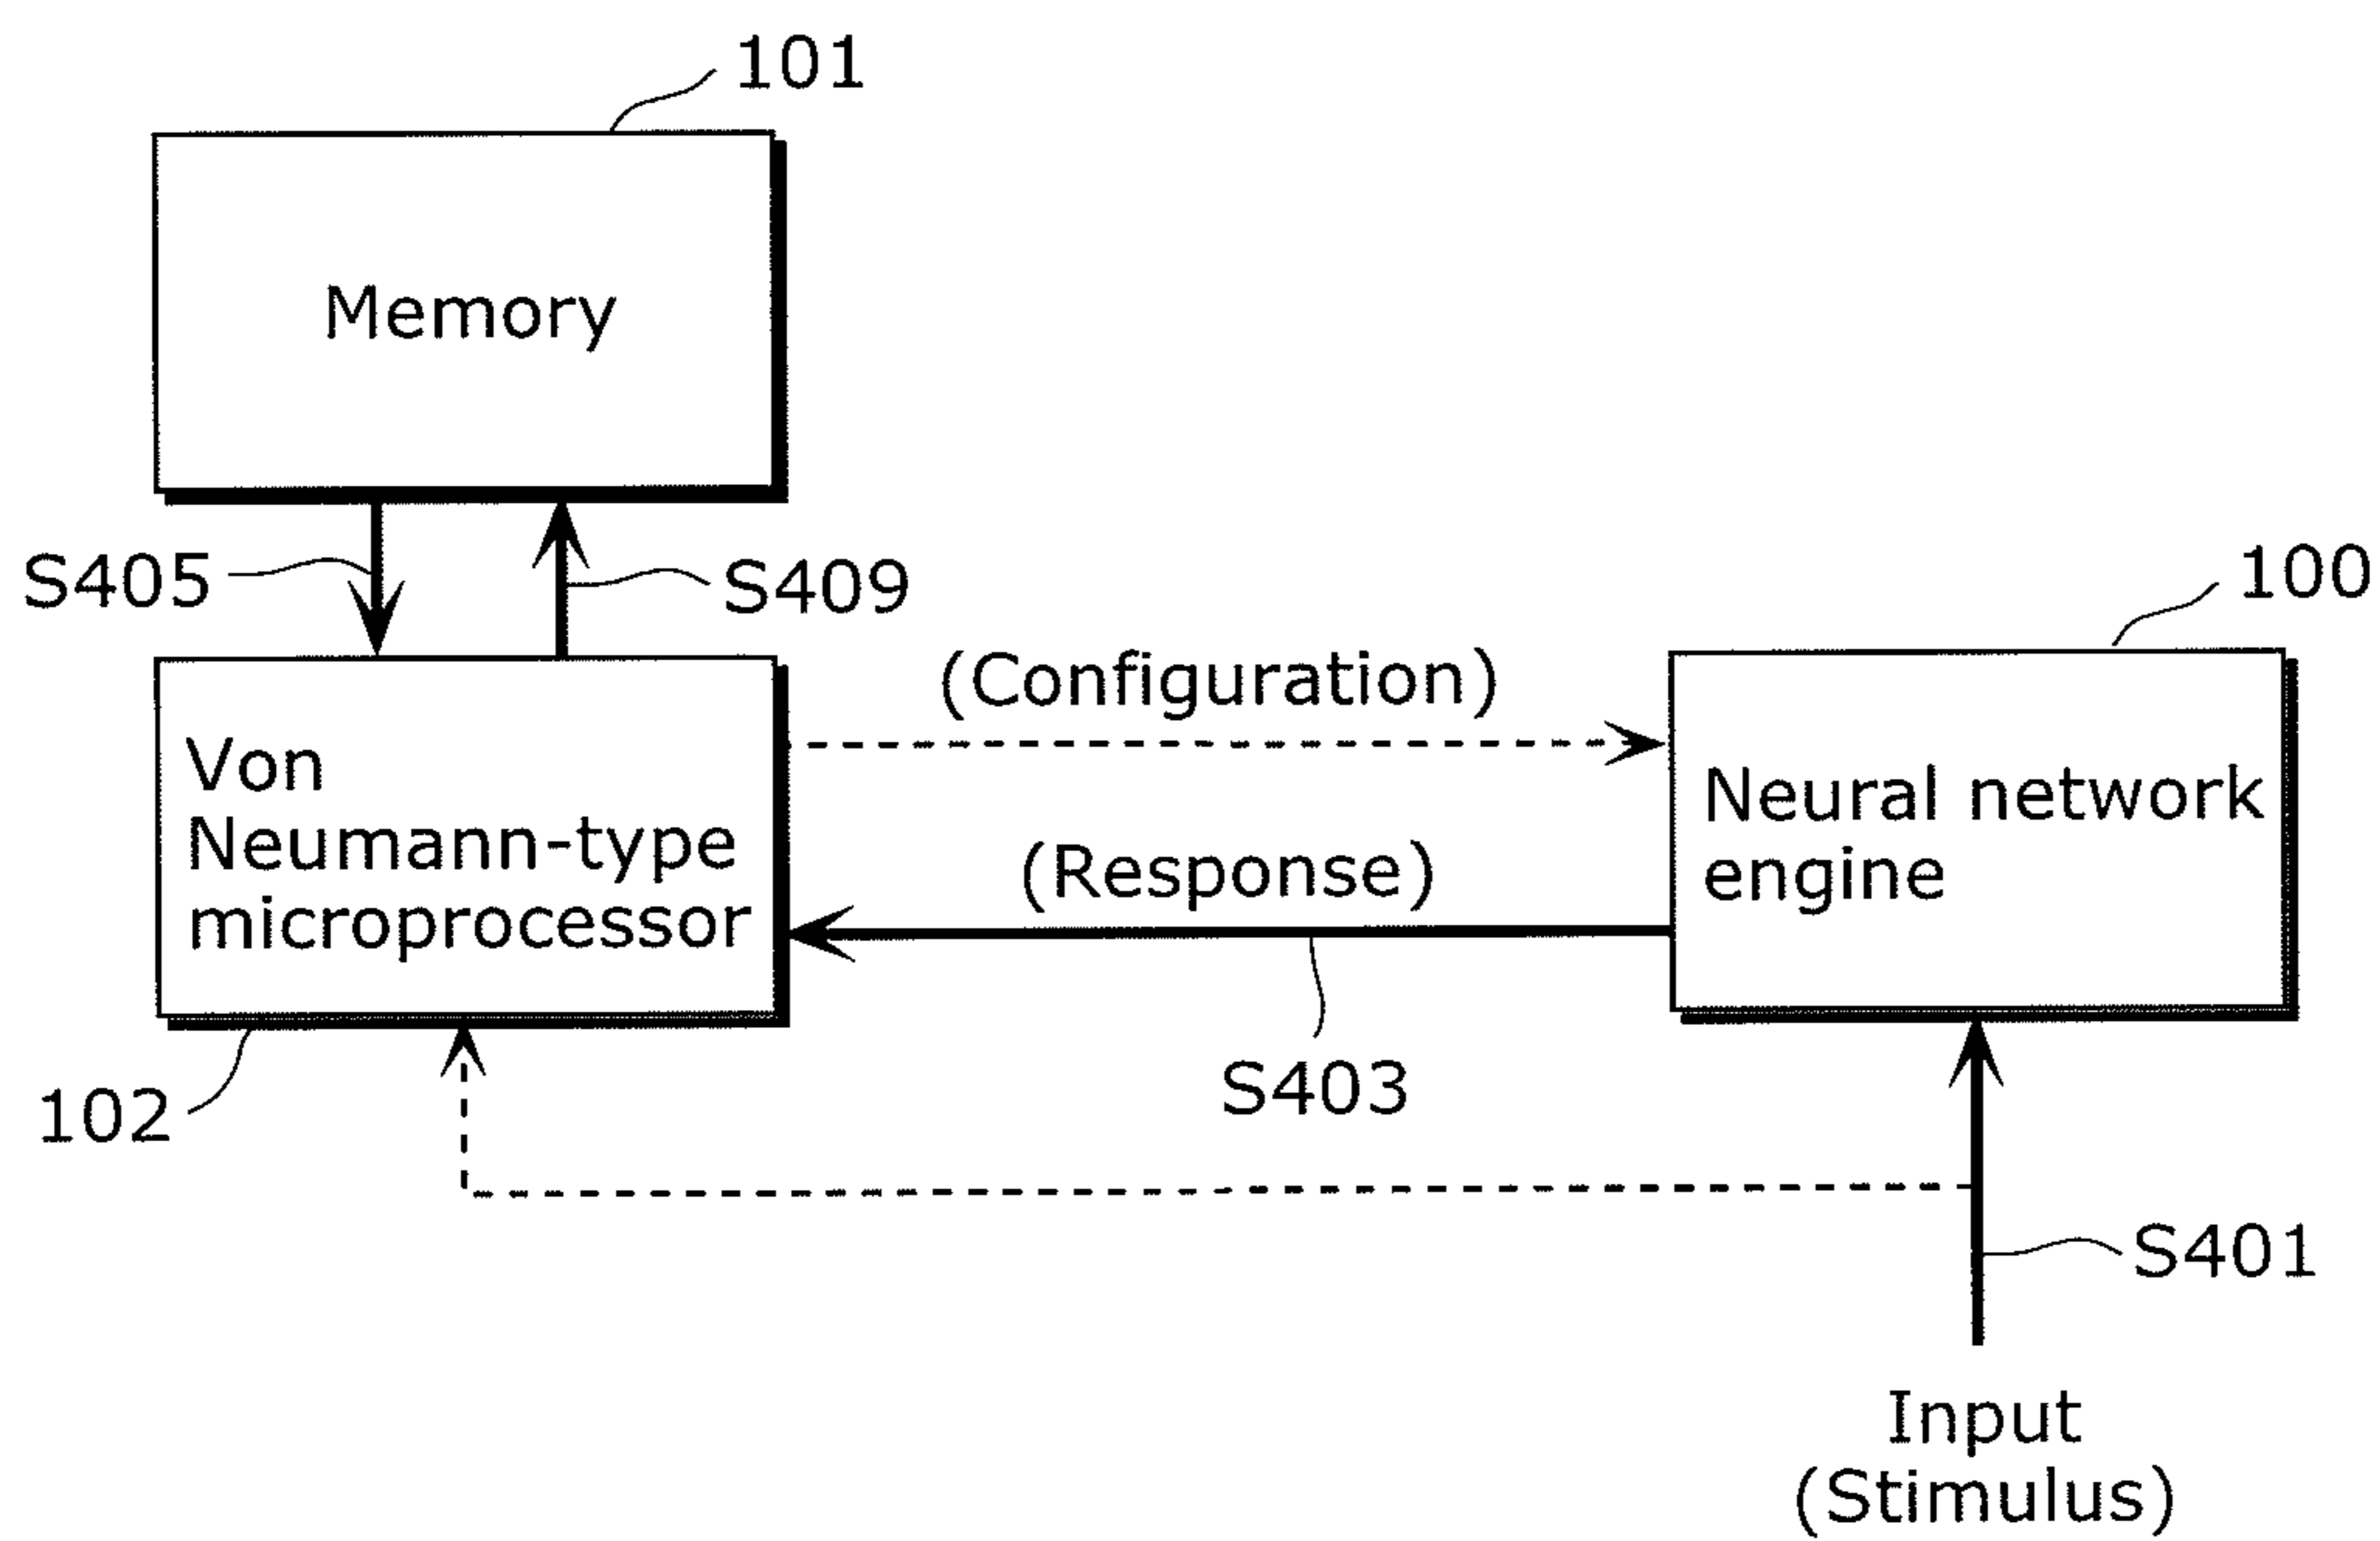 101
Memory
S405
S409
100
(Configuration)
Von
Neumann-type
microprocessor
Neural network
engine
(Response)
S403
102
S401
Input
(Stimulus)